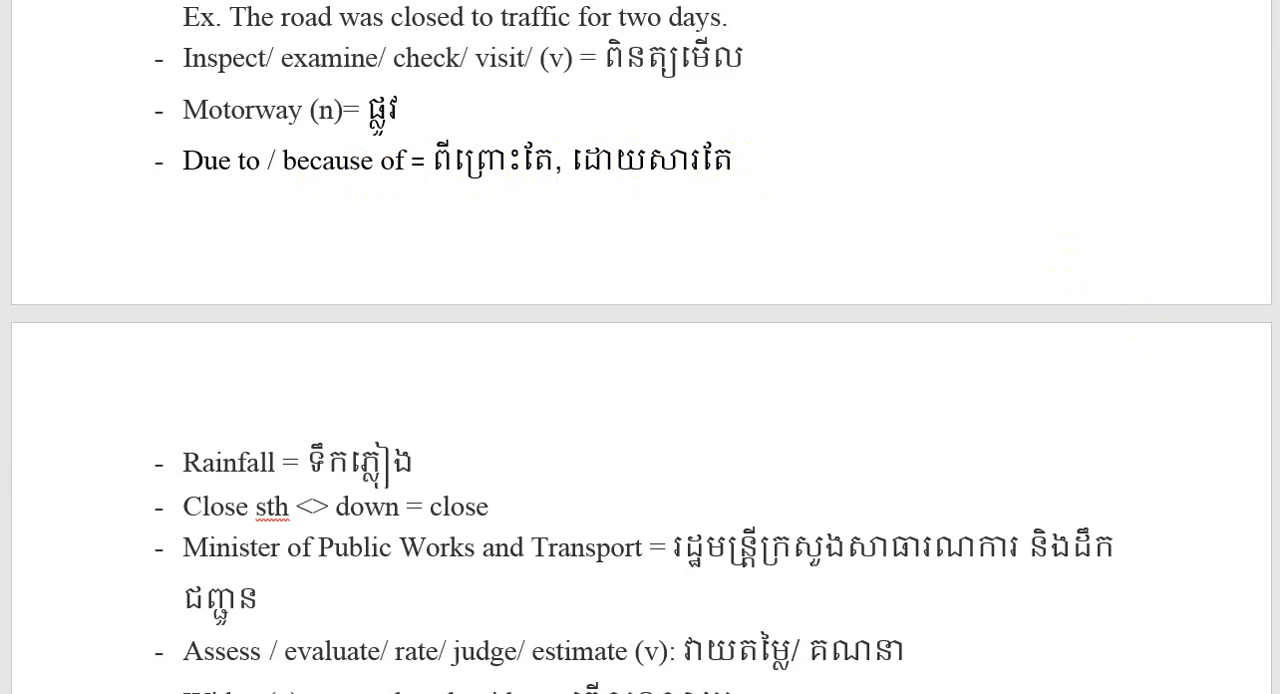 Ex. The road was closed to traffic for two days.
- Inspect/ examine/ check/ visit/ (v) = ពិនត្យមើល
- Motorway (n)= ផ្លូវ
- Due to / because of = ពីព្រោះតែ, ដោយសារតែ
- Rainfall = ទឹកភ្លៀង
- Close sth <> down = close
- Minister of Public Works and Transport = រដ្ឋមន្ត្រីក្រសួងសាធារណការ និងដឹក
ជញ្ជូន
- Assess / evaluate/ rate/ judge/ estimate (v): វាយតម្លៃ/ គណនា